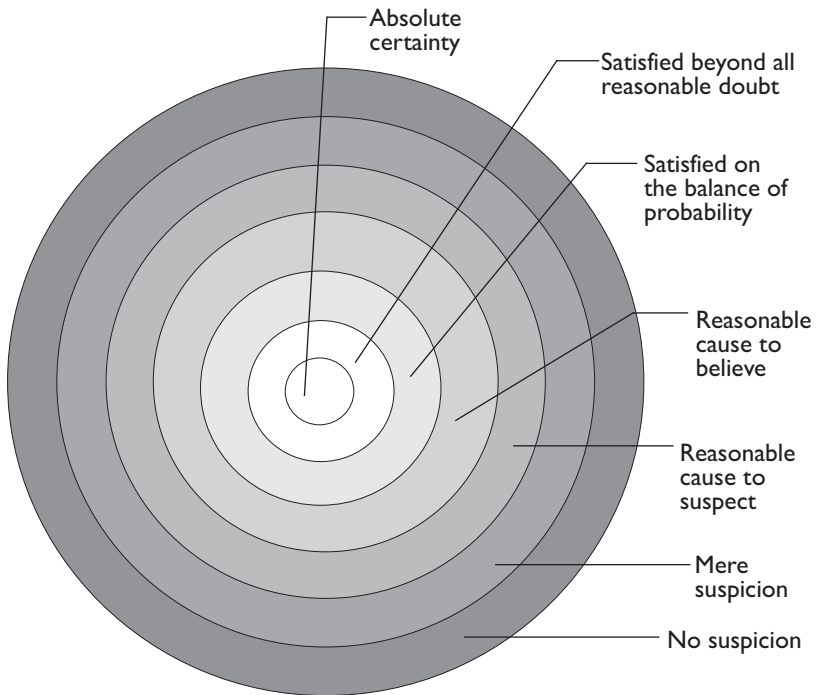 Absolute
certainty
Satisfied beyond all
reasonable doubt
Satisfied on
the balance of
probability
Reasonable
cause to
believe
Reasonable
cause to
suspect
Mere
suspicion
No suspicion